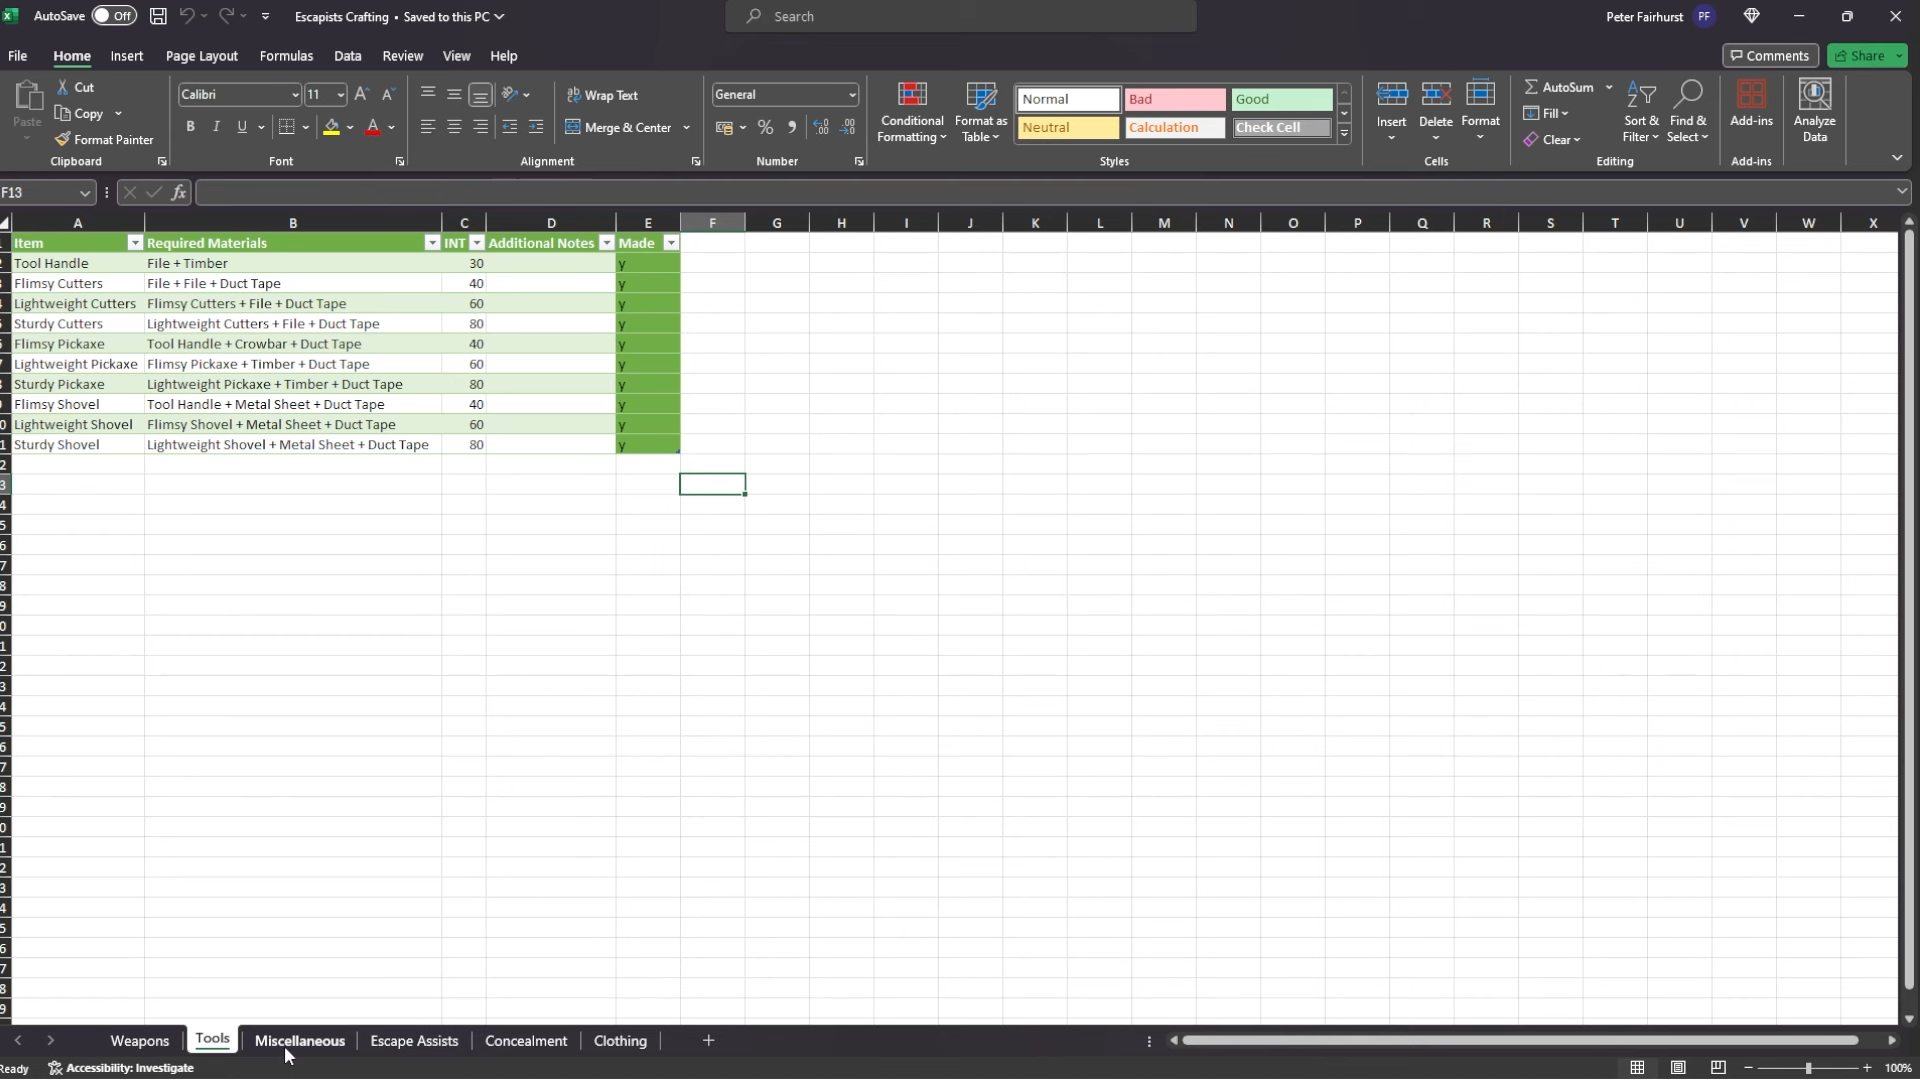 AutoSave Off Escapists Crafting • Saved to this PC Search Peter Fairhurst PF
File Home Insert Page Layout Formulas Data Review View Help Comments Share
Paste Cut Copy Format Painter Clipboard
Calibri 11 B I U A Font
Wrap Text Merge & Center Alignment
General % Number
Conditional Formatting Format as Table
Normal Bad Good
Neutral Calculation Check Cell
Styles
Insert Delete Format Cells
AutoSum Fill Clear Sort & Filter Find & Select Editing
Add-ins Add-ins
Analyze Data
F13 fx
A B C D E F G H I J K L M N O P Q R S T U V W X
Item Required Materials INT Additional Notes Made
Tool Handle File + Timber 30 y
Flimsy Cutters File + File + Duct Tape 40 y
Lightweight Cutters Flimsy Cutters + File + Duct Tape 60 y
Sturdy Cutters Lightweight Cutters + File + Duct Tape 80 y
Flimsy Pickaxe Tool Handle + Crowbar + Duct Tape 40 y
Lightweight Pickaxe Flimsy Pickaxe + Timber + Duct Tape 60 y
Sturdy Pickaxe Lightweight Pickaxe + Timber + Duct Tape 80 y
Flimsy Shovel Tool Handle + Metal Sheet + Duct Tape 40 y
Lightweight Shovel Flimsy Shovel + Metal Sheet + Duct Tape 60 y
Sturdy Shovel Lightweight Shovel + Metal Sheet + Duct Tape 80 y
Weapons Tools Miscellaneous Escape Assists Concealment Clothing
Ready Accessibility: Investigate 100%